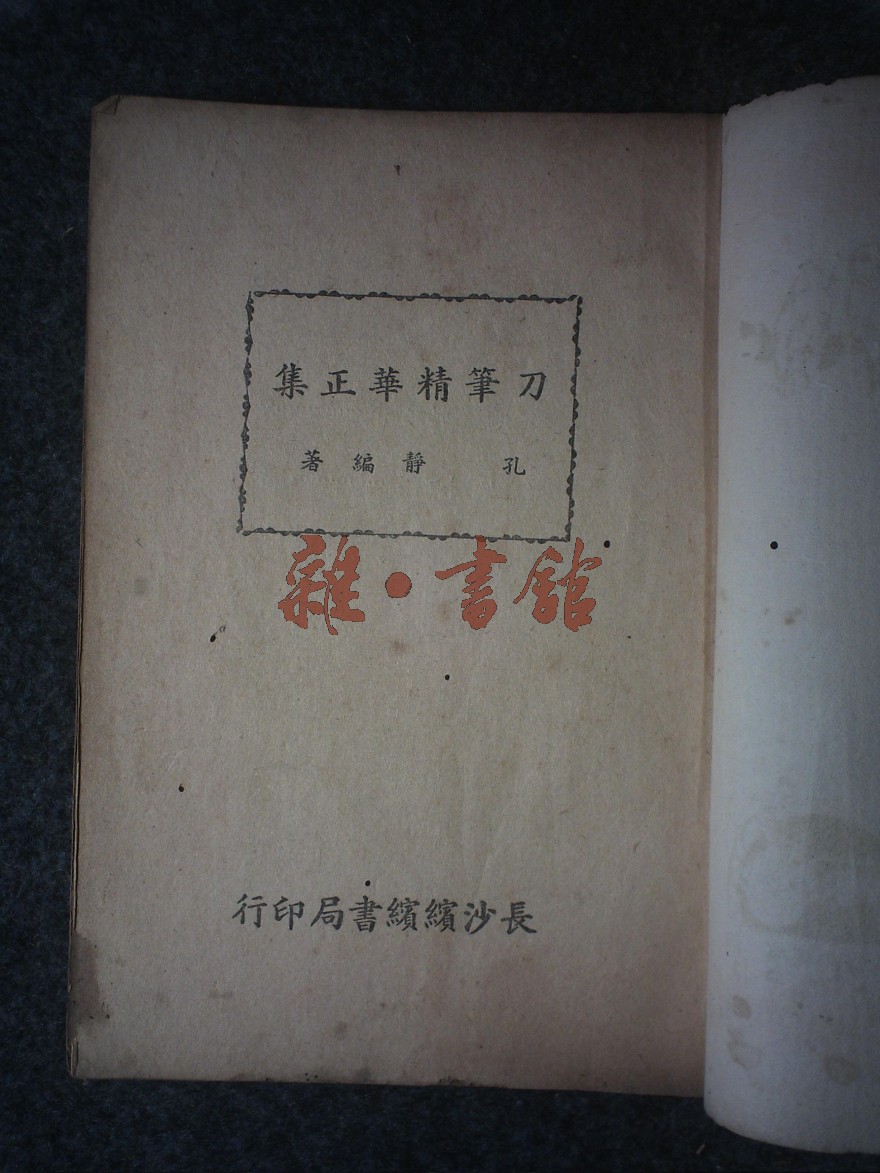 刀筆精華正集
孔靜編著
雜·書館
長沙繽繽書局印行